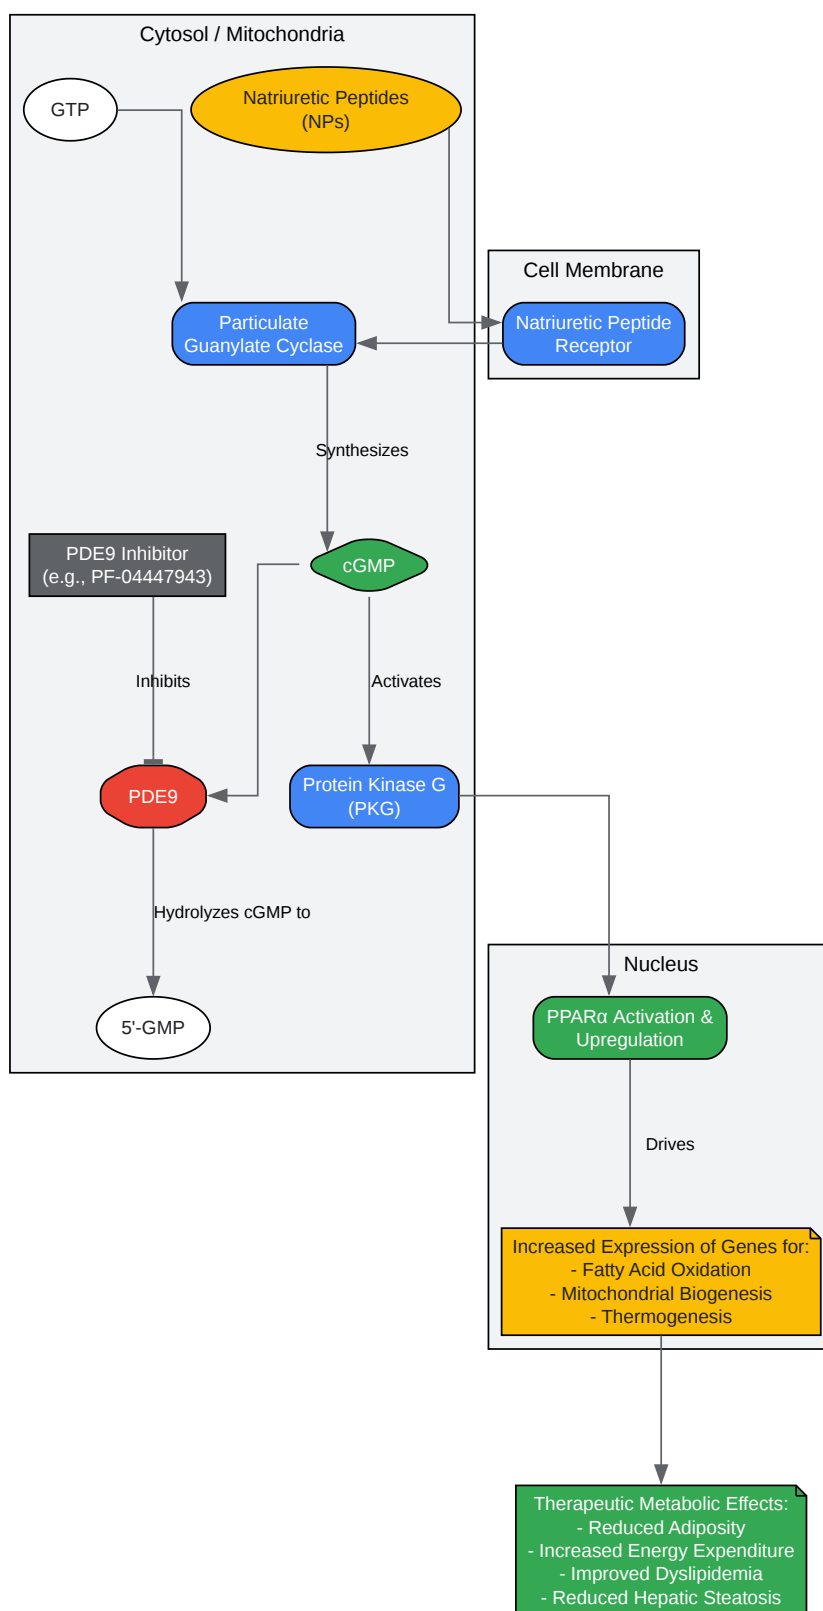 Cytosol / Mitochondria
GTP
Natriuretic Peptides
(NPs)
Cell Membrane
Particulate
Guanylate Cyclase
Natriuretic Peptide
Receptor
Synthesizes
PDE9 Inhibitor
(e.g., PF-04447943)
cGMP
Inhibits
Activates
PDE9
Protein Kinase G
(PKG)
Hydrolyzes cGMP to
Nucleus
5'-GMP
PPARα Activation &
Upregulation
Drives
Increased Expression of Genes for:
- Fatty Acid Oxidation
- Mitochondrial Biogenesis
- Thermogenesis
Therapeutic Metabolic Effects:
- Reduced Adiposity
- Increased Energy Expenditure
- Improved Dyslipidemia
- Reduced Hepatic Steatosis